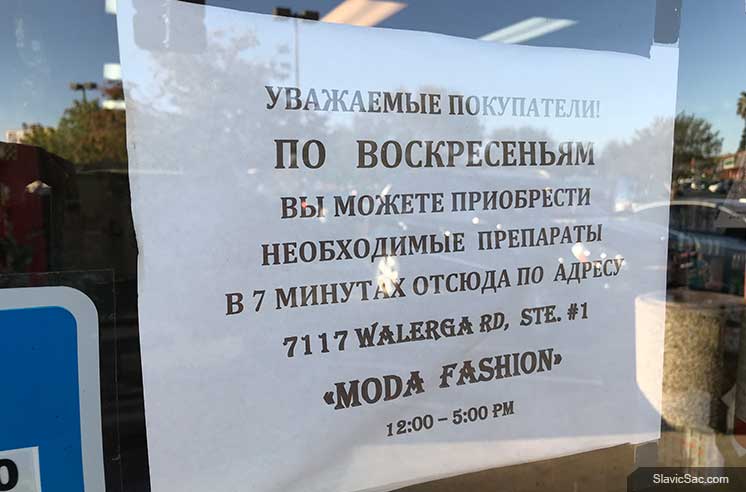 УВАЖАЕМЫЕ ПОКУПАТЕЛИ!
ПО ВОСКРЕСЕНЬЯМ
ВЫ МОЖЕТЕ ПРИОБРЕСТИ
НЕОБХОДИМЫЕ ПРЕПАРАТЫ
В 7 МИНУТАХ ОТСЮДА ПО АДРЕСУ
7117 WALERGA RD, STE. #1
«MODA FASHION»
12:00 – 5:00 PM
SlavicSac.com